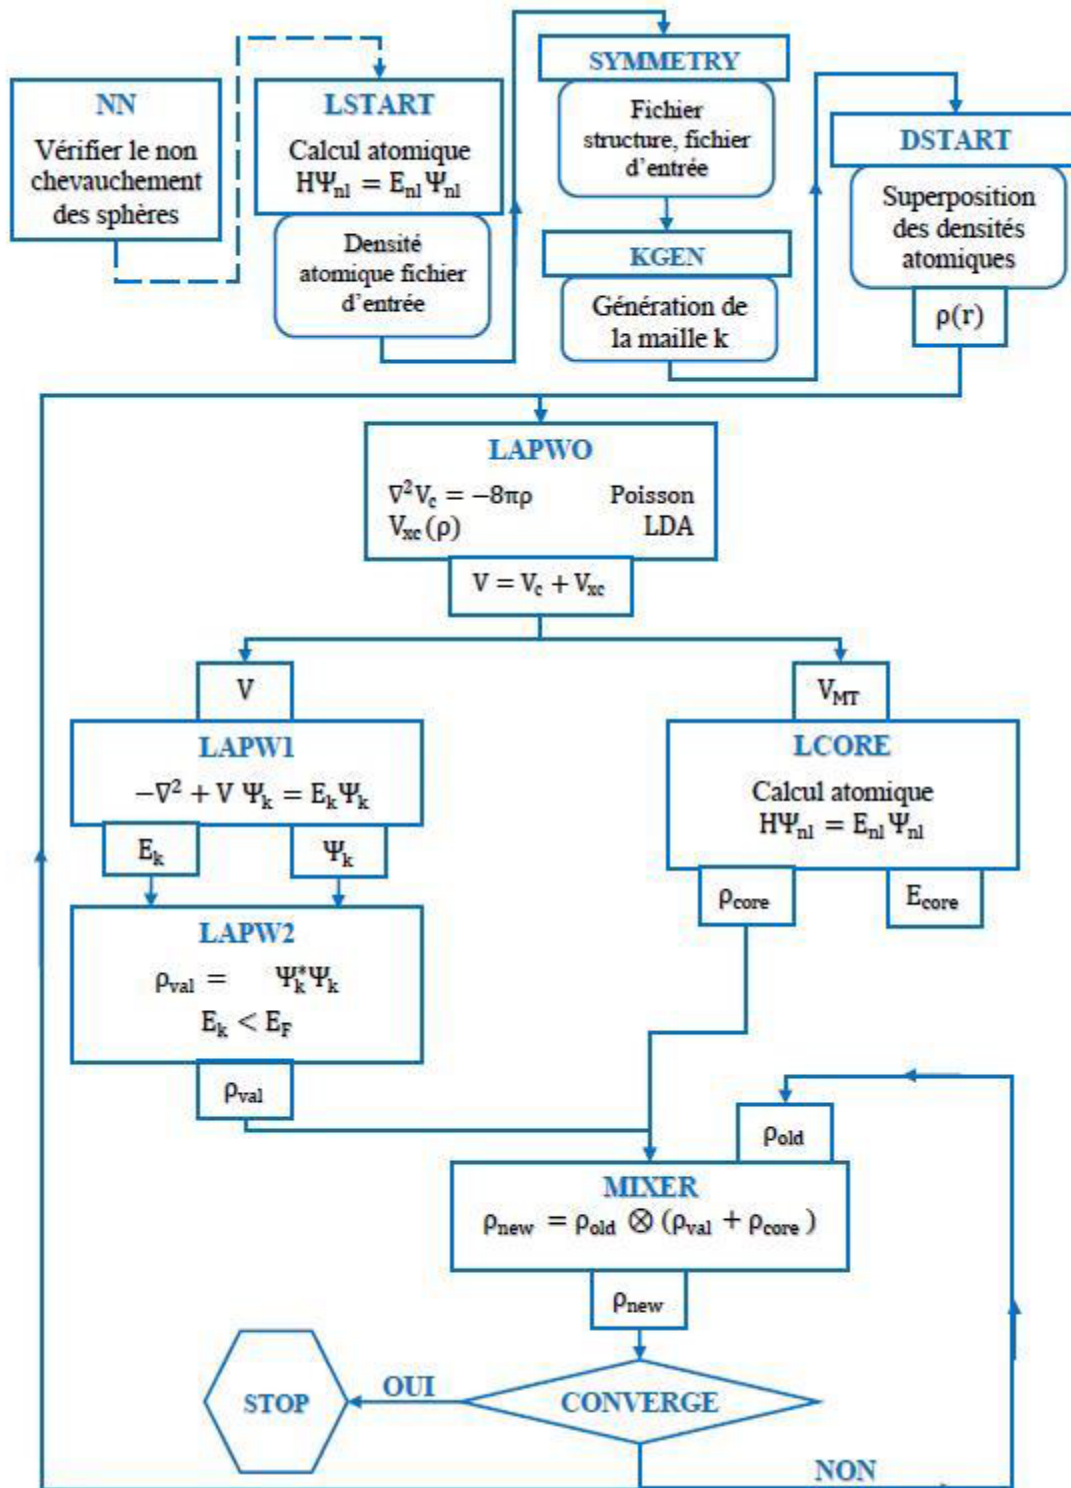 NN
Vérifier le non
chevauchement
des sphères
LSTART
Calcul atomique
HΨnl = EnlΨnl
Densité
atomique fichier
d'entrée
SYMMETRY
Fichier
structure, fichier
d'entrée
KGEN
Génération de
la maille k
DSTART
Superposition
des densités
atomiques
ρ(r)
LAPWO
∇²Vc = −8πρ Poisson
Vxc(ρ) LDA
V = Vc + Vxc
V
LAPW1
−∇² + V Ψk = EkΨk
Ek Ψk
LAPW2
ρval = Ψk*Ψk
Ek < EF
ρval
VMT
LCORE
Calcul atomique
HΨnl = EnlΨnl
ρcore Ecore
ρold
MIXER
ρnew = ρold ⊗ (ρval + ρcore)
ρnew
CONVERGE
OUI
STOP
NON